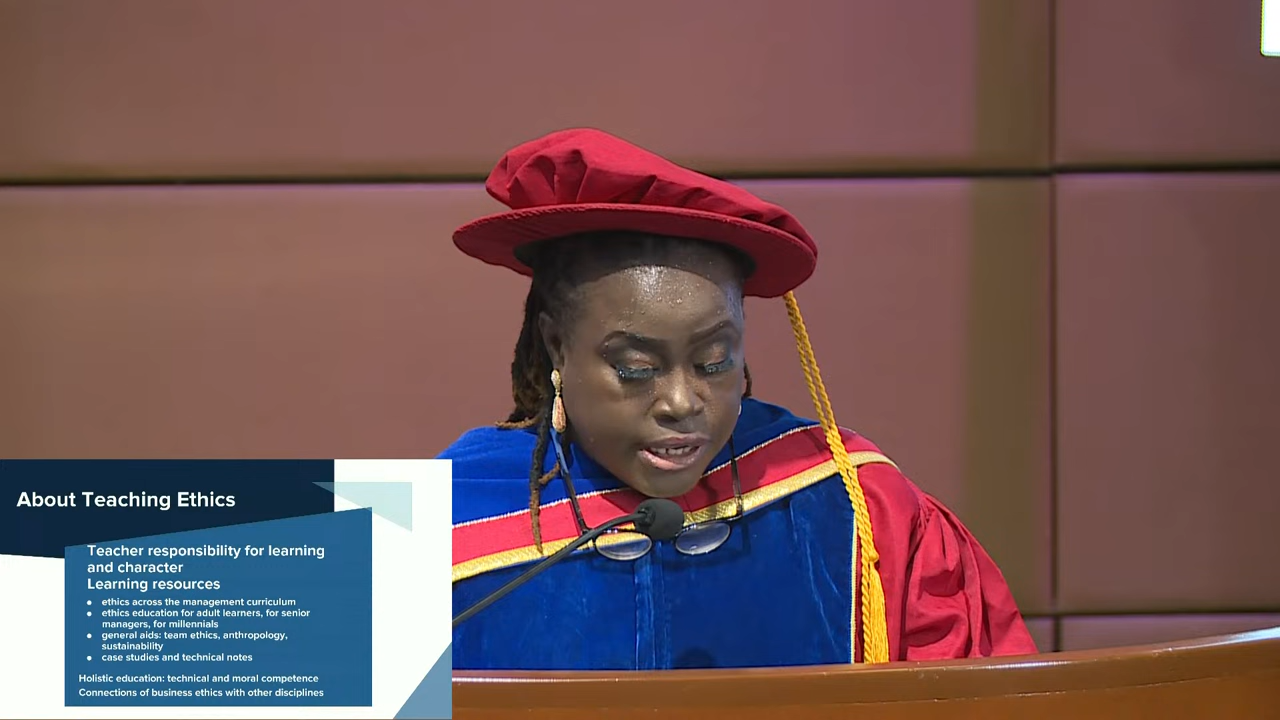 About Teaching Ethics
Teacher responsibility for learning
and character
Learning resources
● ethics across the management curriculum
● ethics education for adult learners, for senior
managers, for millennials
● general aids: team ethics, anthropology,
sustainability
● case studies and technical notes
Holistic education: technical and moral competence
Connections of business ethics with other disciplines